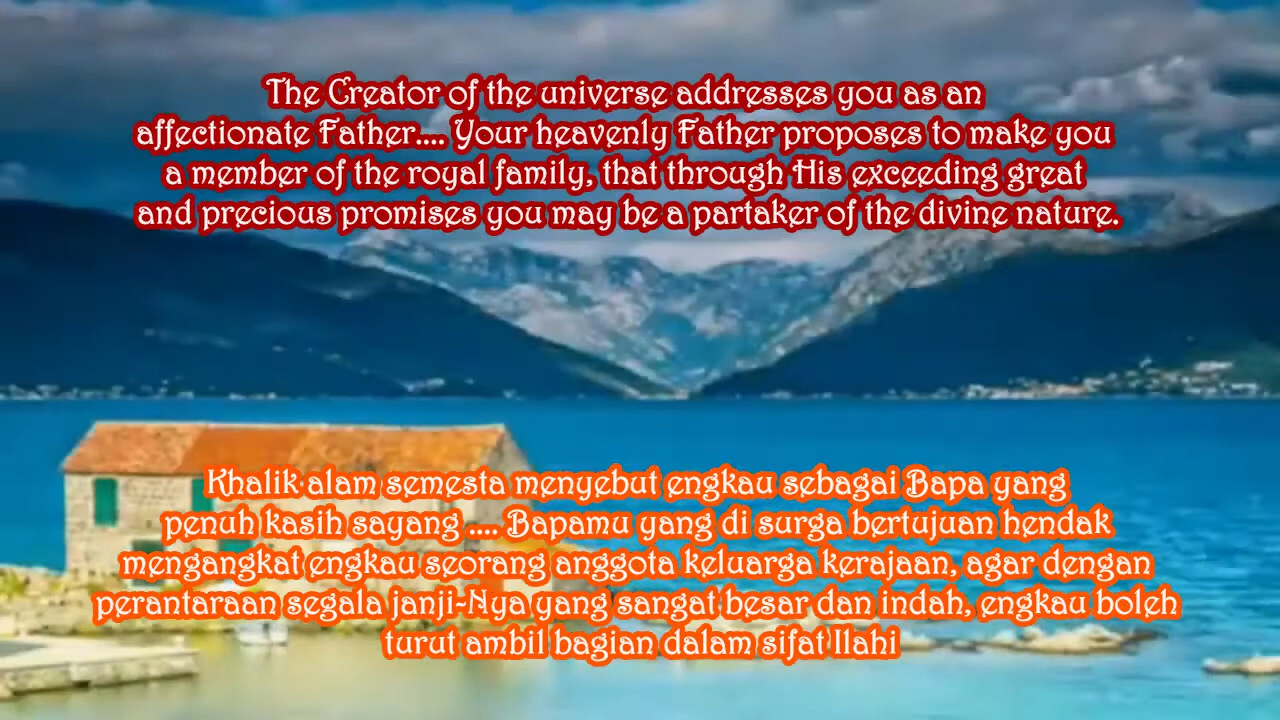 The Creator of the universe addresses you as an
affectionate Father.... Your heavenly Father proposes to make you
a member of the royal family, that through His exceeding great
and precious promises you may be a partaker of the divine nature.
Khalik alam semesta menyebut engkau sebagai Bapa yang
penuh kasih sayang .... Bapamu yang di surga bertujuan hendak
mengangkat engkau seorang anggota keluarga kerajaan, agar dengan
perantaraan segala janji-Nya yang sangat besar dan indah, engkau boleh
turut ambil bagian dalam sifat Ilahi